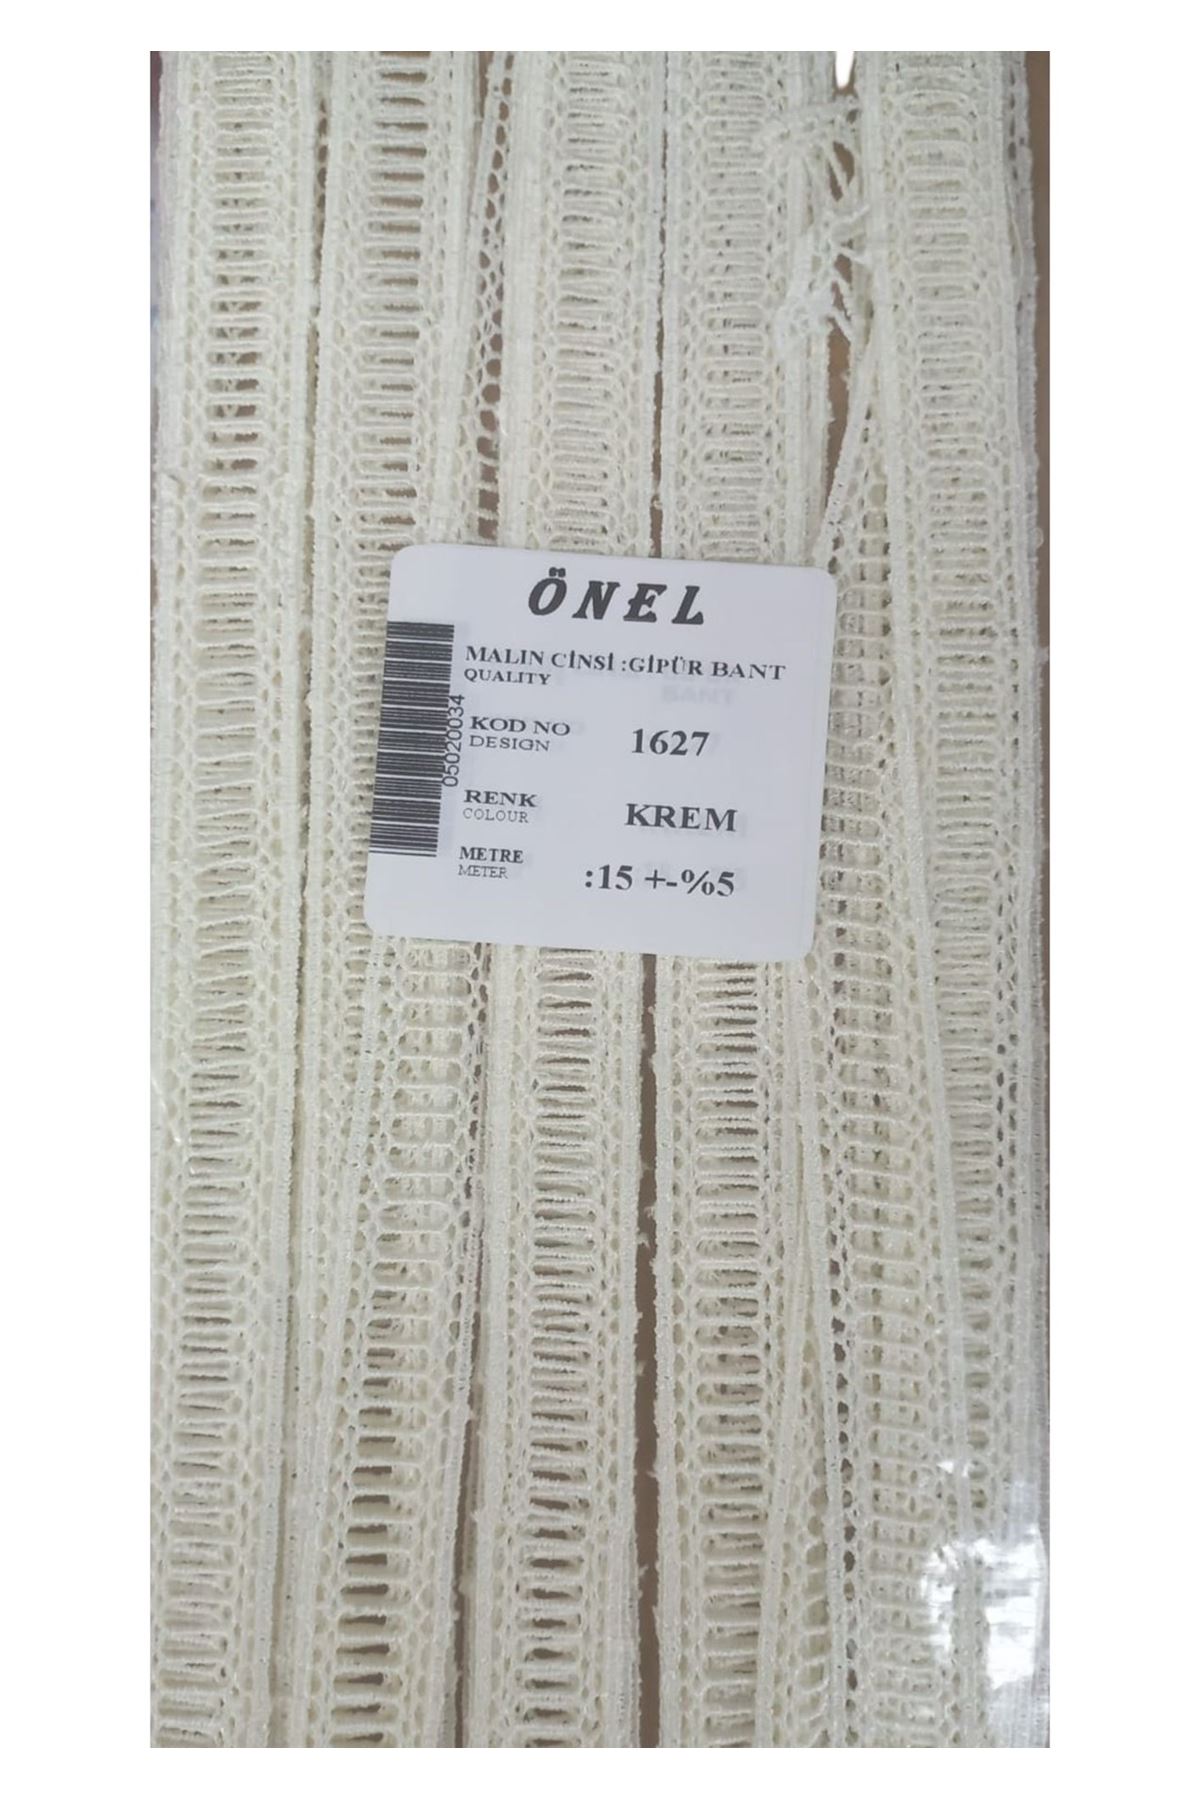 ÖNEL
MALIN CİNSİ :GİPÜR BANT
QUALITY
KOD NO 1627
DESIGN
RENK KREM
COLOUR
METRE :15 +-%5
METER
05020034